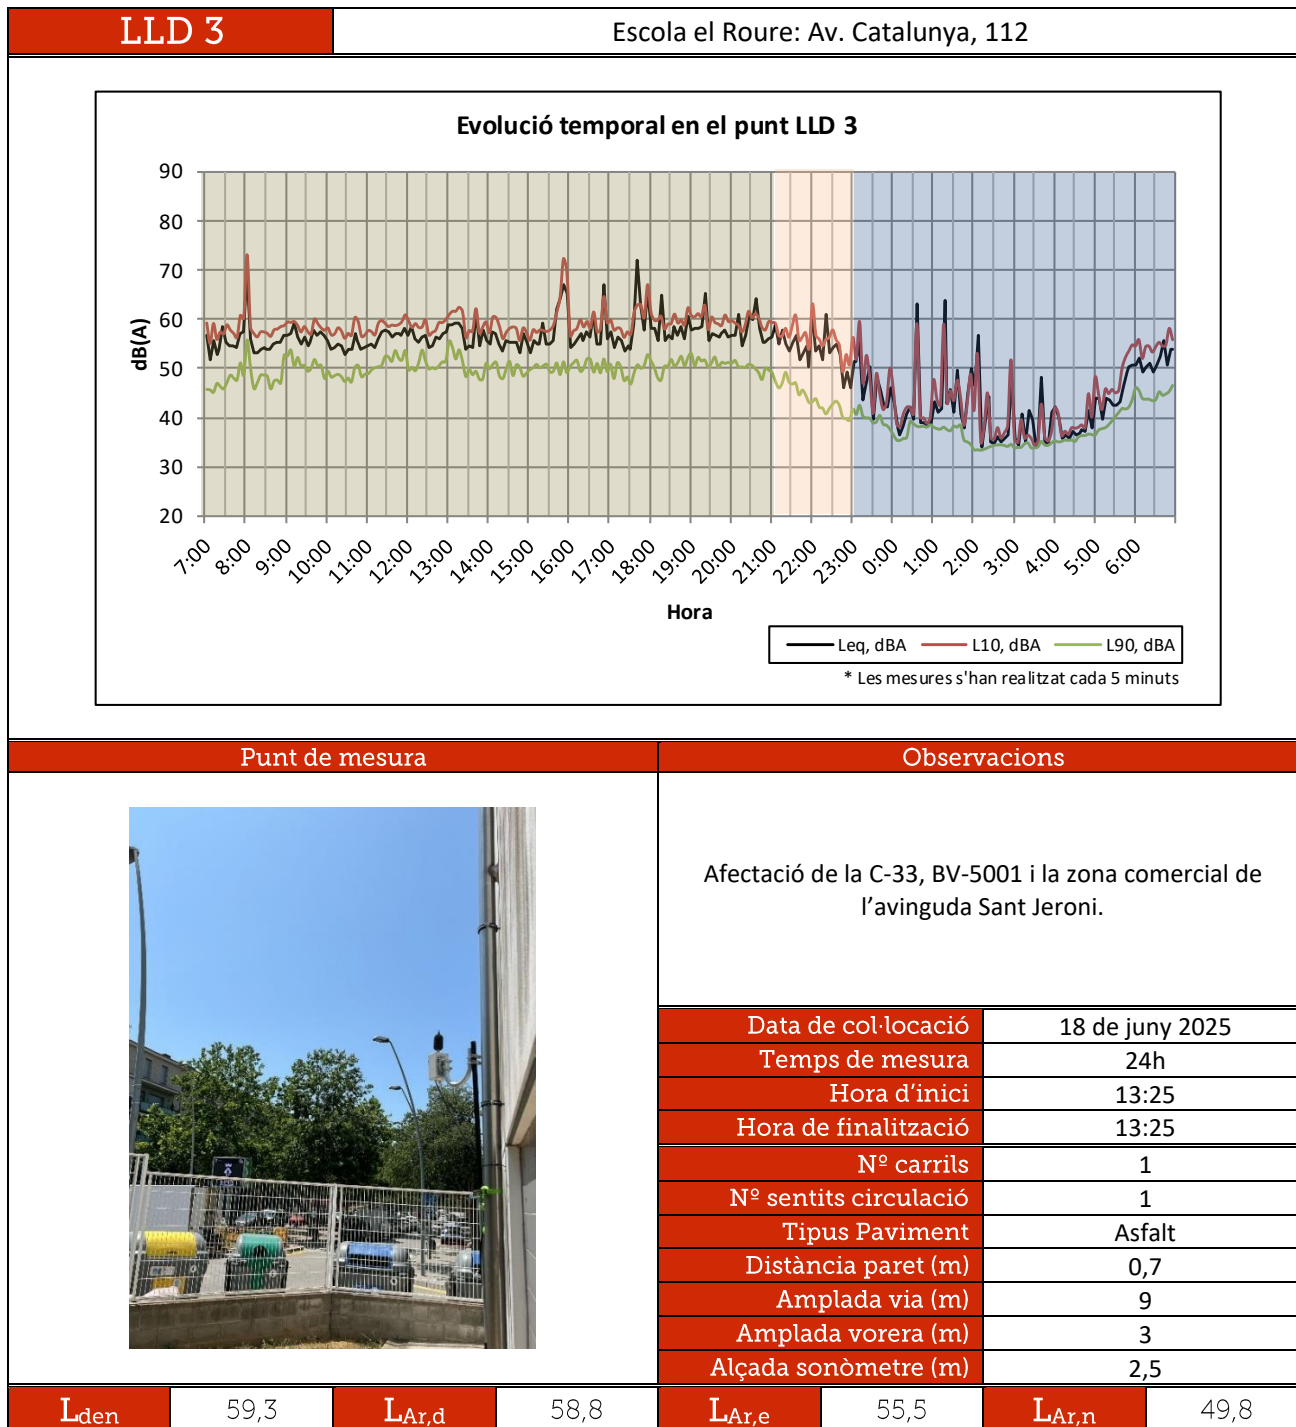 LLD 3
Escola el Roure: Av. Catalunya, 112
Evolució temporal en el punt LLD 3
dB(A)
90
80
70
60
50
40
30
20
7:00 8:00 9:00 10:00 11:00 12:00 13:00 14:00 15:00 16:00 17:00 18:00 19:00 20:00 21:00 22:00 23:00 0:00 1:00 2:00 3:00 4:00 5:00 6:00
Hora
Leq, dBA L10, dBA L90, dBA
* Les mesures s'han realitzat cada 5 minuts
Punt de mesura
Observacions
Afectació de la C-33, BV-5001 i la zona comercial de
l’avinguda Sant Jeroni.
Data de col·locació 18 de juny 2025
Temps de mesura 24h
Hora d’inici 13:25
Hora de finalització 13:25
Nº carrils 1
Nº sentits circulació 1
Tipus Paviment Asfalt
Distància paret (m) 0,7
Amplada via (m) 9
Amplada vorera (m) 3
Alçada sonòmetre (m) 2,5
Lden 59,3 LAr,d 58,8 LAr,e 55,5 LAr,n 49,8